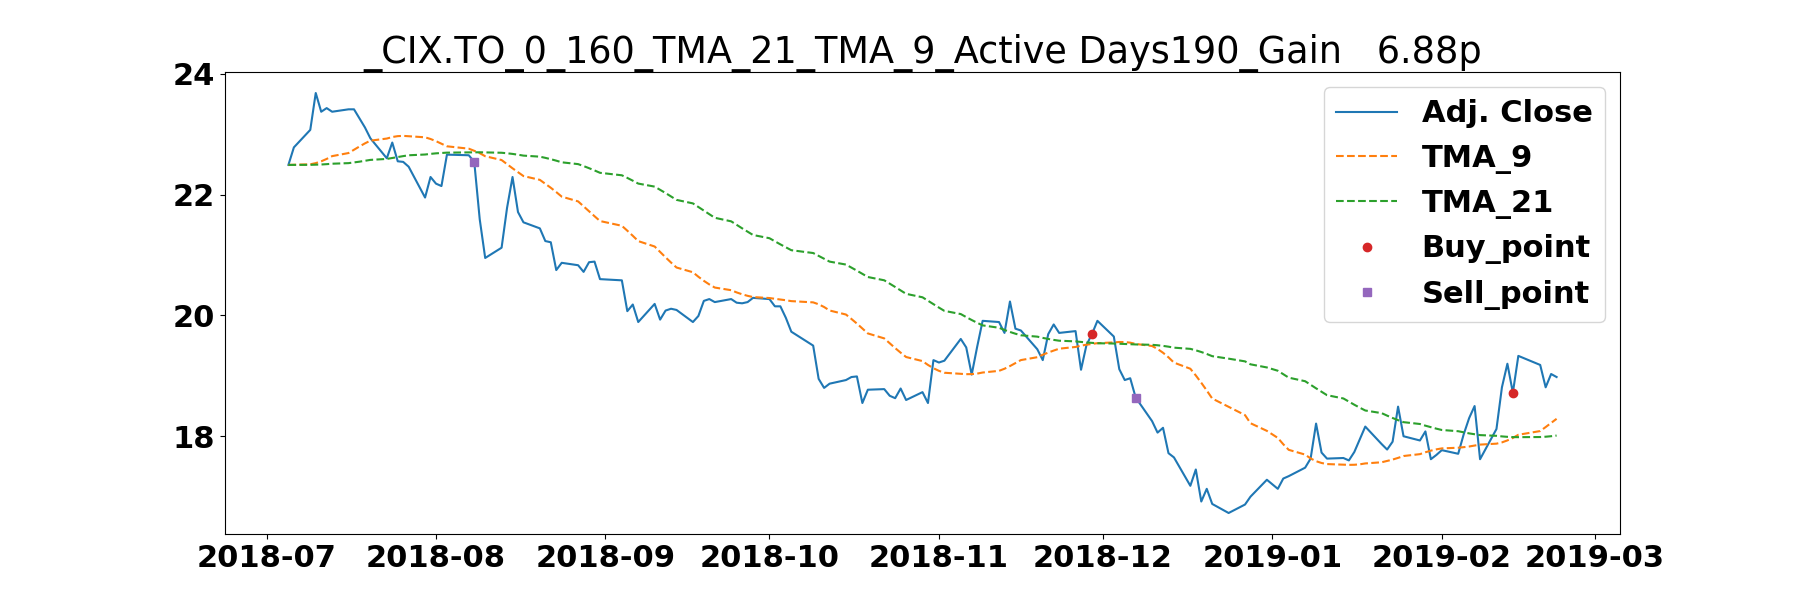 _CIX.TO_0_160_TMA_21_TMA_9_Active Days190_Gain   6.88p
24
22
20
18
Adj. Close
TMA_9
TMA_21
Buy_point
Sell_point
2018-07 2018-08 2018-09 2018-10 2018-11 2018-12 2019-01 2019-02 2019-03